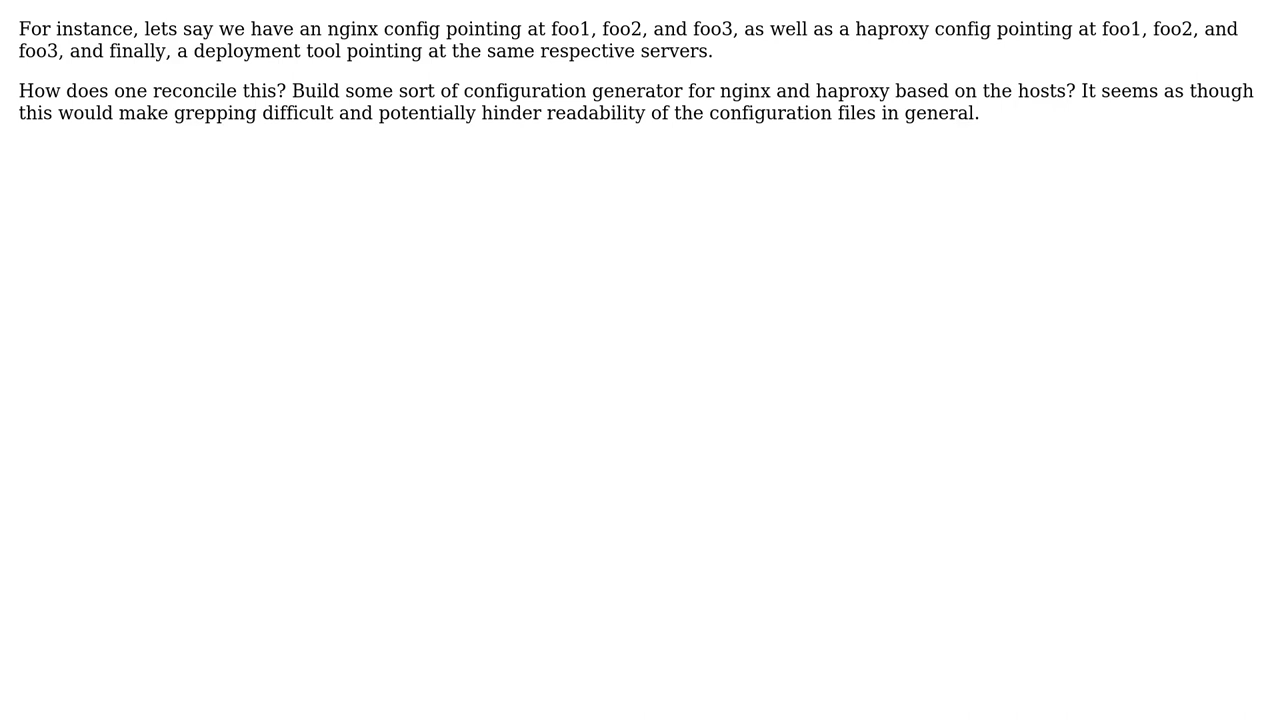 For instance, lets say we have an nginx config pointing at foo1, foo2, and foo3, as well as a haproxy config pointing at foo1, foo2, and
foo3, and finally, a deployment tool pointing at the same respective servers.
How does one reconcile this? Build some sort of configuration generator for nginx and haproxy based on the hosts? It seems as though
this would make grepping difficult and potentially hinder readability of the configuration files in general.